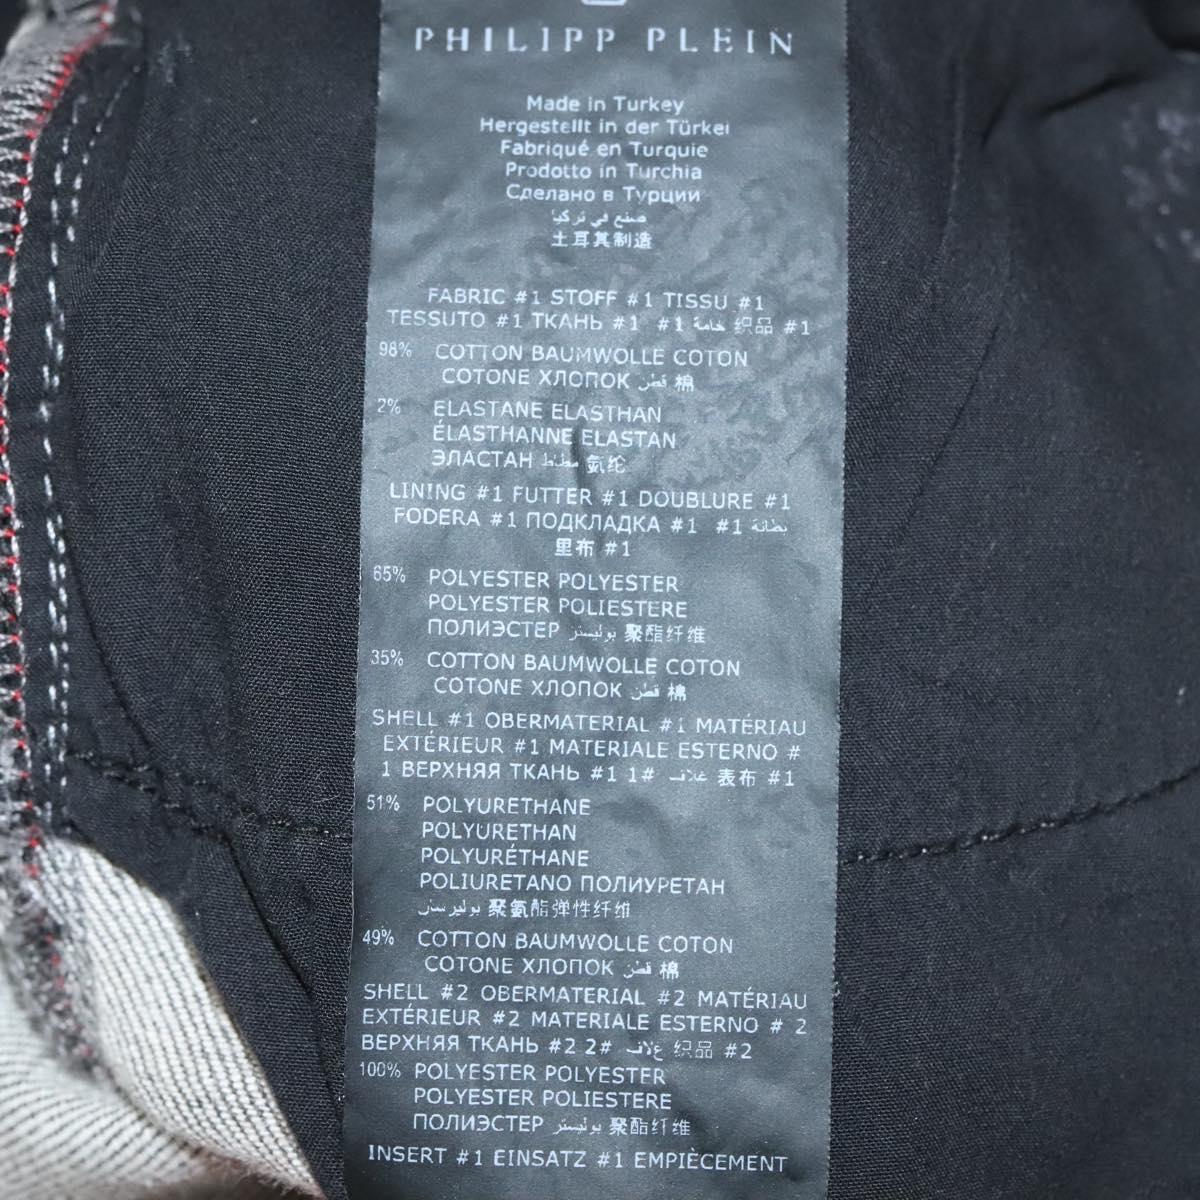 PHILIPP PLEIN
Made in Turkey
Hergestellt in der Türkei
Fabriqué en Turquie
Prodotto in Turchia
Сделано в Турции
صنع في تركيا
土耳其制造
FABRIC #1 STOFF #1 TISSU #1
TESSUTO #1 ТКАНЬ #1 #1 خامة 织品 #1
98% COTTON BAUMWOLLE COTON
COTONE ХЛОПОК قطن 棉
2% ELASTANE ELASTHAN
ÉLASTHANNE ELASTAN
ЭЛАСТАН مطاط 氨纶
LINING #1 FUTTER #1 DOUBLURE #1
FODERA #1 ПОДКЛАДКА #1 #1 بطانة
里布 #1
65% POLYESTER POLYESTER
POLYESTER POLIESTERE
ПОЛИЭСТЕР بوليستر 聚酯纤维
35% COTTON BAUMWOLLE COTON
COTONE ХЛОПОК قطن 棉
SHELL #1 OBERMATERIAL #1 MATÉRIAU
EXTÉRIEUR #1 MATERIALE ESTERNO #
1 ВЕРХНЯЯ ТКАНЬ #1 1# غلاف 表布 #1
51% POLYURETHANE
POLYURETHAN
POLYURÉTHANE
POLIURETANO ПОЛИУРЕТАН
聚氨酯弹性纤维
49% COTTON BAUMWOLLE COTON
COTONE ХЛОПОК قطن 棉
SHELL #2 OBERMATERIAL #2 MATÉRIAU
EXTÉRIEUR #2 MATERIALE ESTERNO # 2
ВЕРХНЯЯ ТКАНЬ #2 2# غلاف 织品 #2
100% POLYESTER POLYESTER
POLYESTER POLIESTERE
ПОЛИЭСТЕР بوليستر 聚酯纤维
INSERT #1 EINSATZ #1 EMPIÈCEMENT